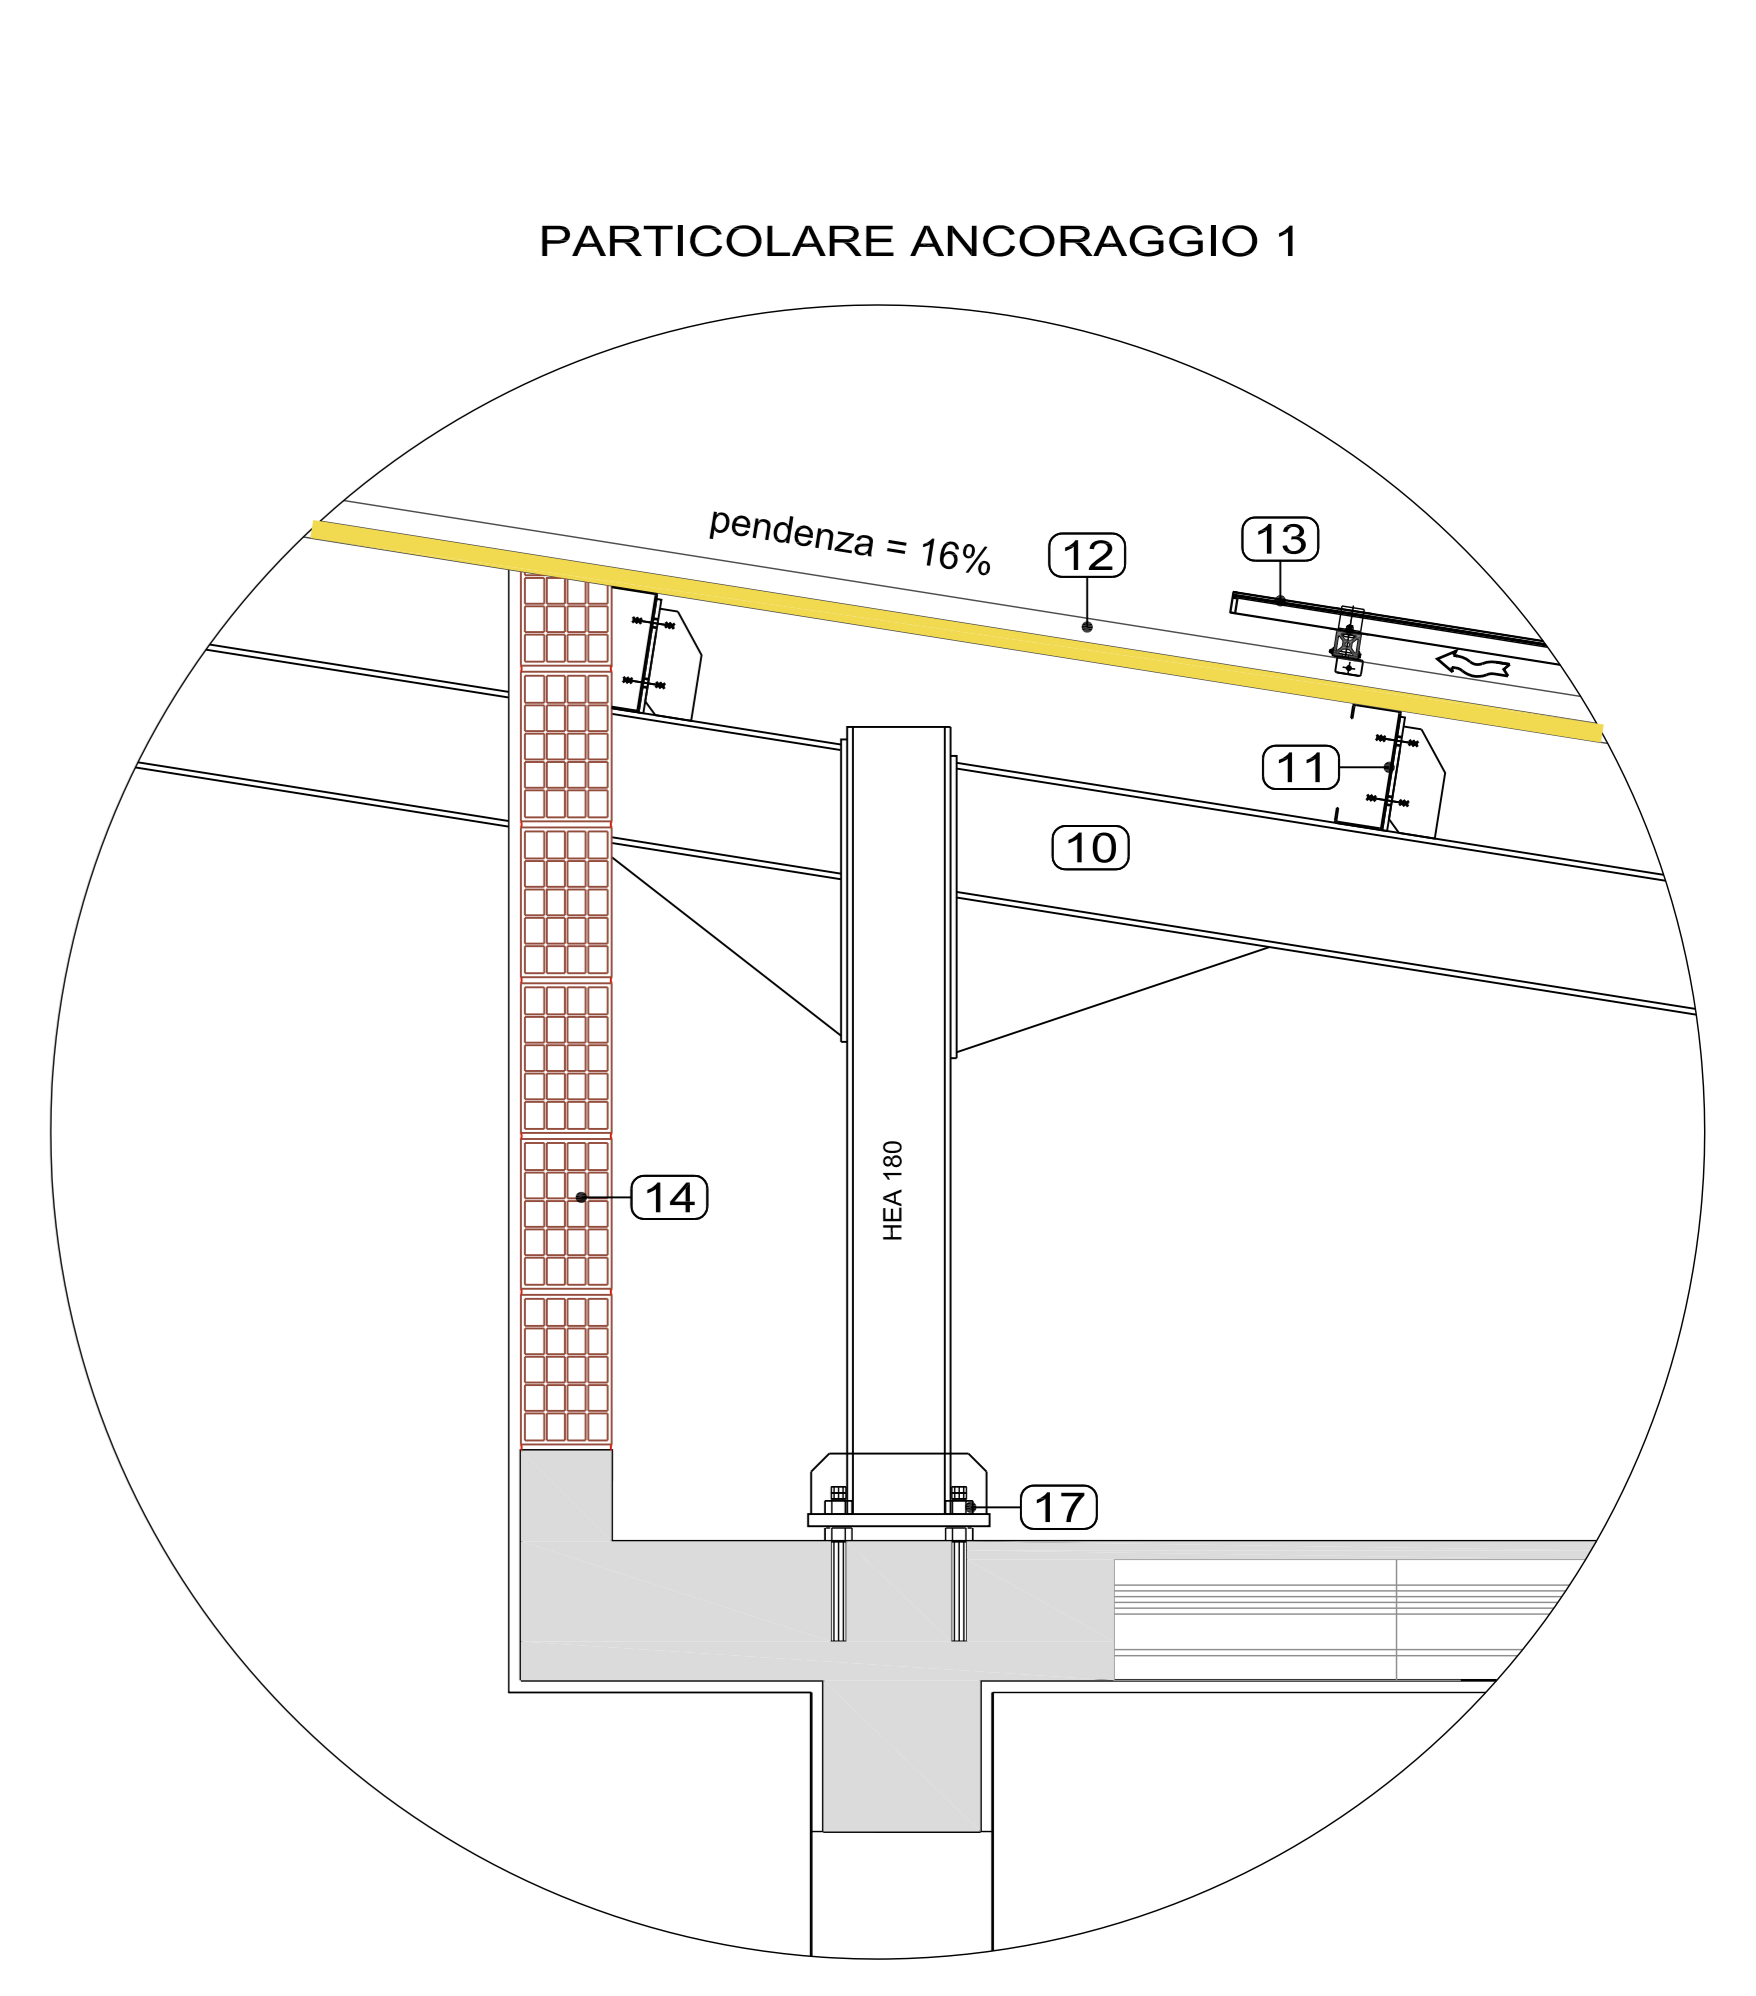 PARTICOLARE ANCORAGGIO 1
pendenza = 16%
12
13
11
10
14
HEA 180
17